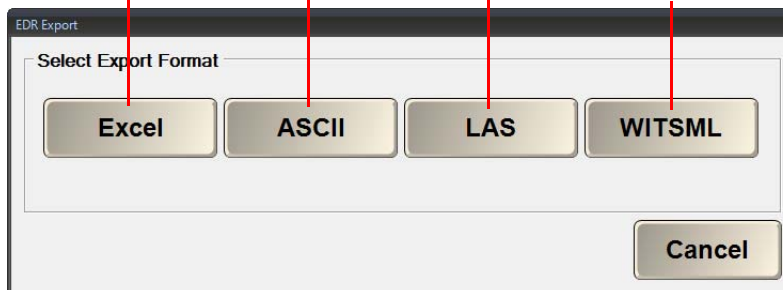 EDR Export
Select Export Format
Excel ASCII LAS WITSML
Cancel